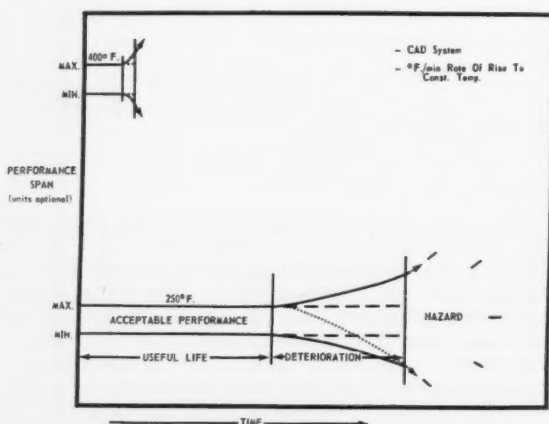 400° F.
MAX.
MIN.
– CAD System
– °F./min Rate Of Rise To
Const. Temp.
PERFORMANCE
SPAN
(units optional)
250° F.
MAX.
ACCEPTABLE PERFORMANCE
HAZARD
MIN.
USEFUL LIFE
DETERIORATION
TIME